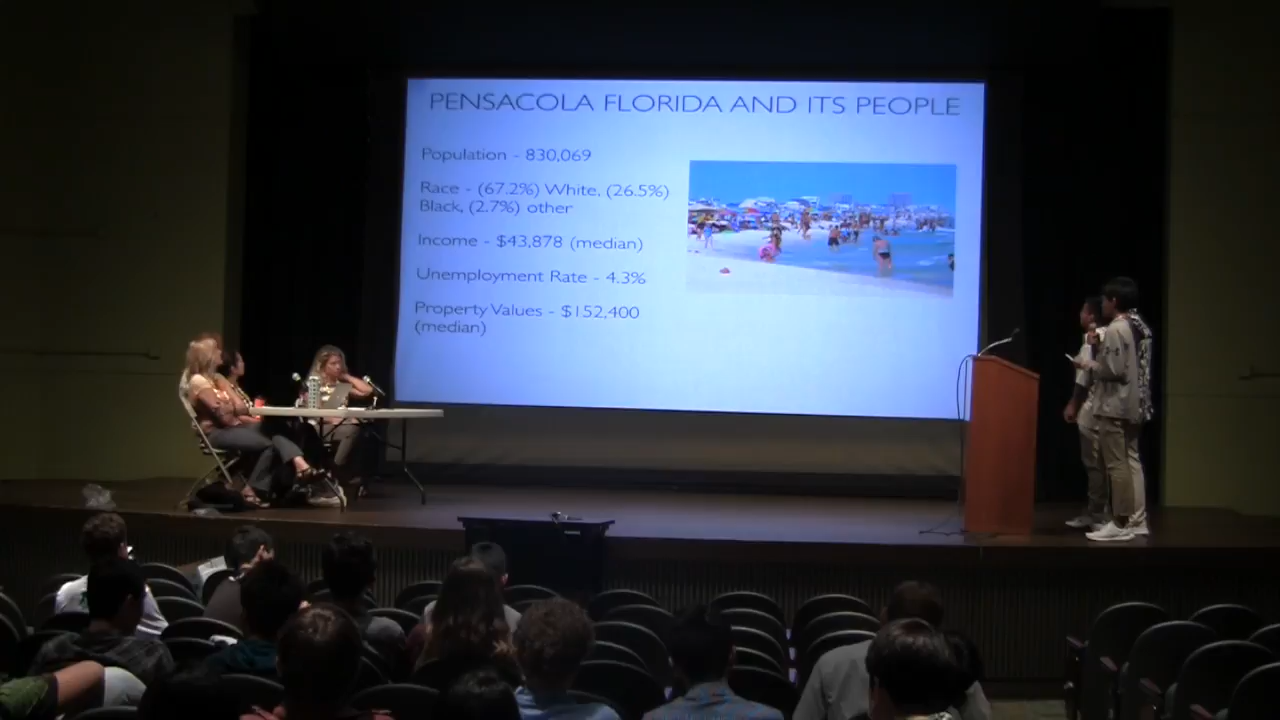 PENSACOLA FLORIDA AND ITS PEOPLE
Population - 830,069
Race - (67.2%) White, (26.5%)
Black, (2.7%) other
Income - $43,878 (median)
Unemployment Rate - 4.3%
Property Values - $152,400
(median)